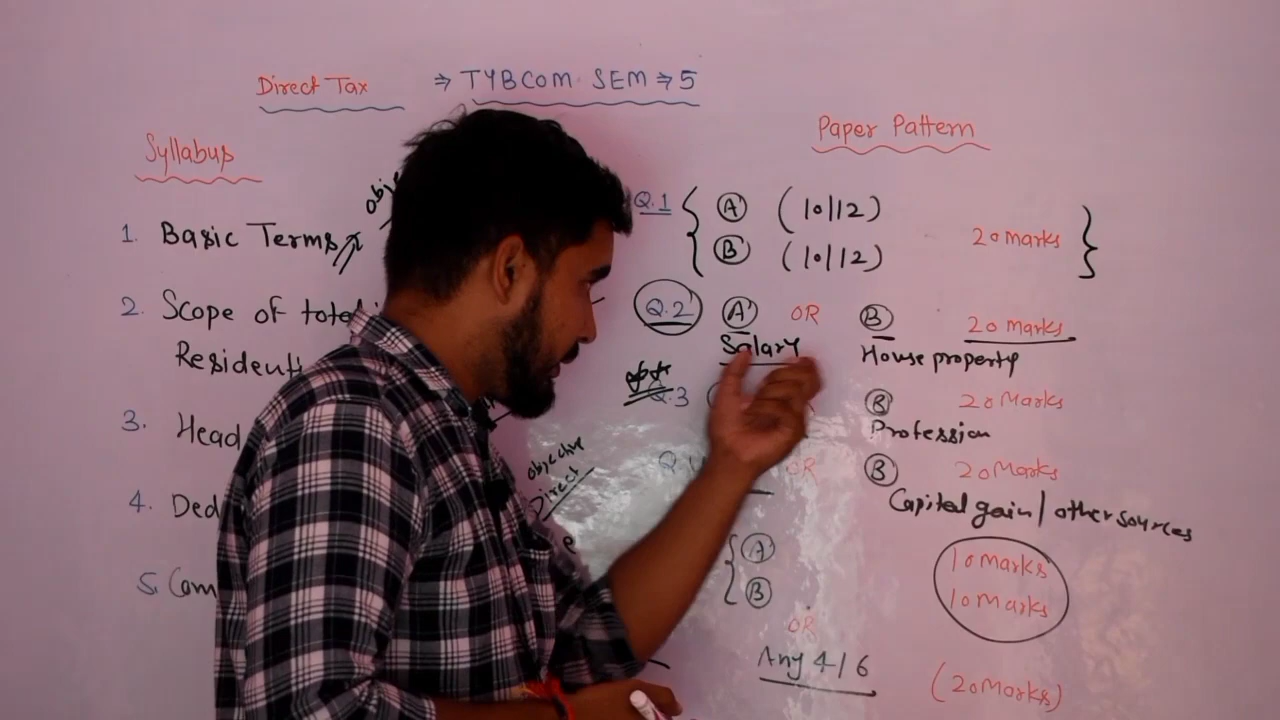 Direct Tax ⇒ TYBCOM SEM ⇒ 5
Syllabus
1. Basic Terms
2. Scope of total
3. Head
4. Ded
5. Com
objective
Direct
Paper Pattern
Q.1 { A (10/12)
B (10/12)
20 marks }
Q.2 A OR B 20 marks
Salary House property
Q.3 B 20 Marks
Profession
OR B 20 Marks
Capital gain / other sources
{ A 10 marks
B 10 Marks
OR
Any 4/6 (20 Marks)